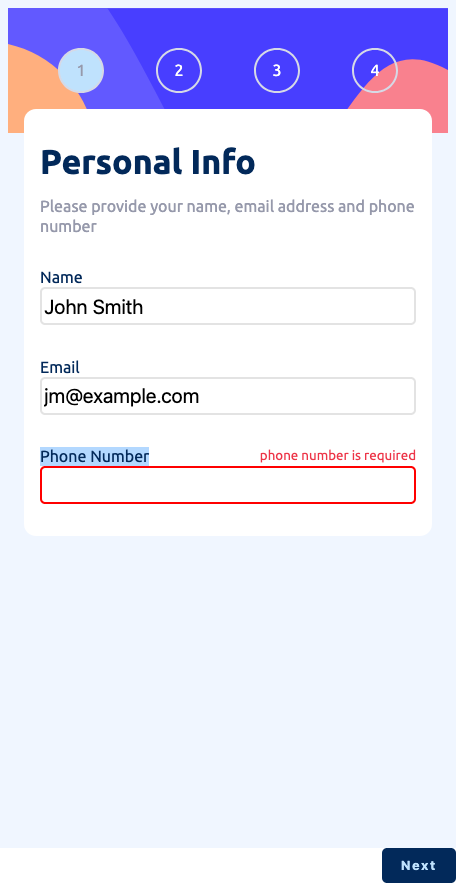 1 2 3 4
Personal Info
Please provide your name, email address and phone
number
Name
John Smith
Email
jm@example.com
Phone Number phone number is required
Next